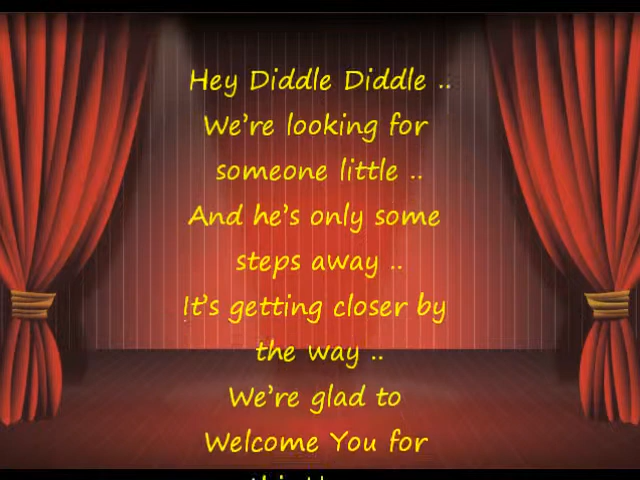 Hey Diddle Diddle ..
We're looking for
someone little ..
And he's only some
steps away ..
It's getting closer by
the way ..
We're glad to
Welcome You for